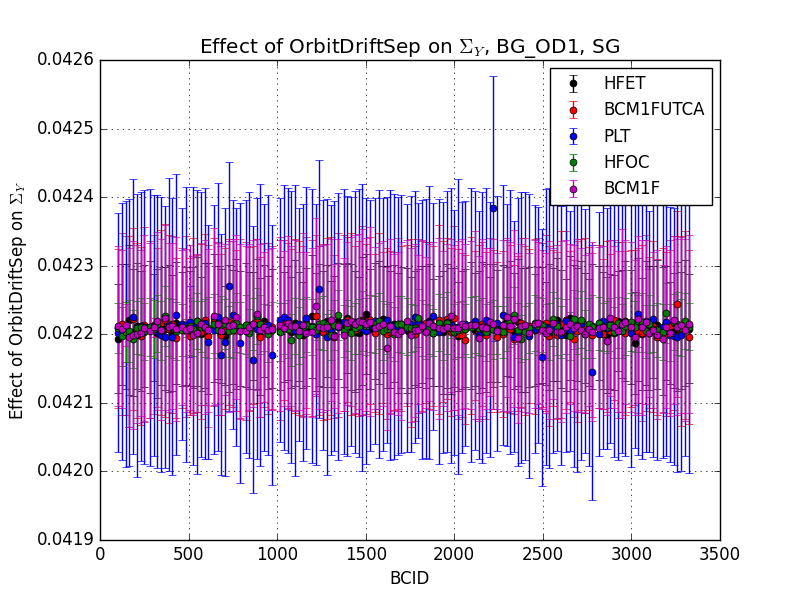 Effect of OrbitDriftSep on Σ_Y, BG_OD1, SG
0.0426
0.0425
0.0424
0.0423
0.0422
0.0421
0.0420
0.0419
Effect of OrbitDriftSep on Σ_Y
HFET
BCM1FUTCA
PLT
HFOC
BCM1F
0 500 1000 1500 2000 2500 3000 3500
BCID